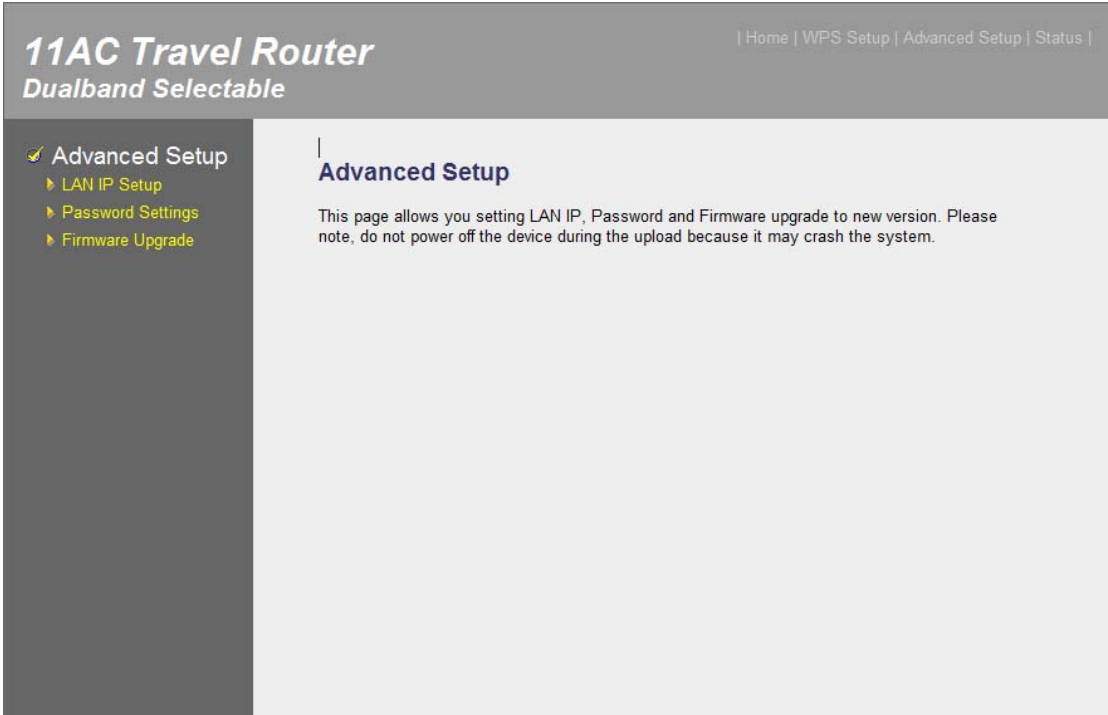 11AC Travel Router
Dualband Selectable
| Home | WPS Setup | Advanced Setup | Status |
Advanced Setup
LAN IP Setup
Password Settings
Firmware Upgrade
Advanced Setup
This page allows you setting LAN IP, Password and Firmware upgrade to new version. Please
note, do not power off the device during the upload because it may crash the system.